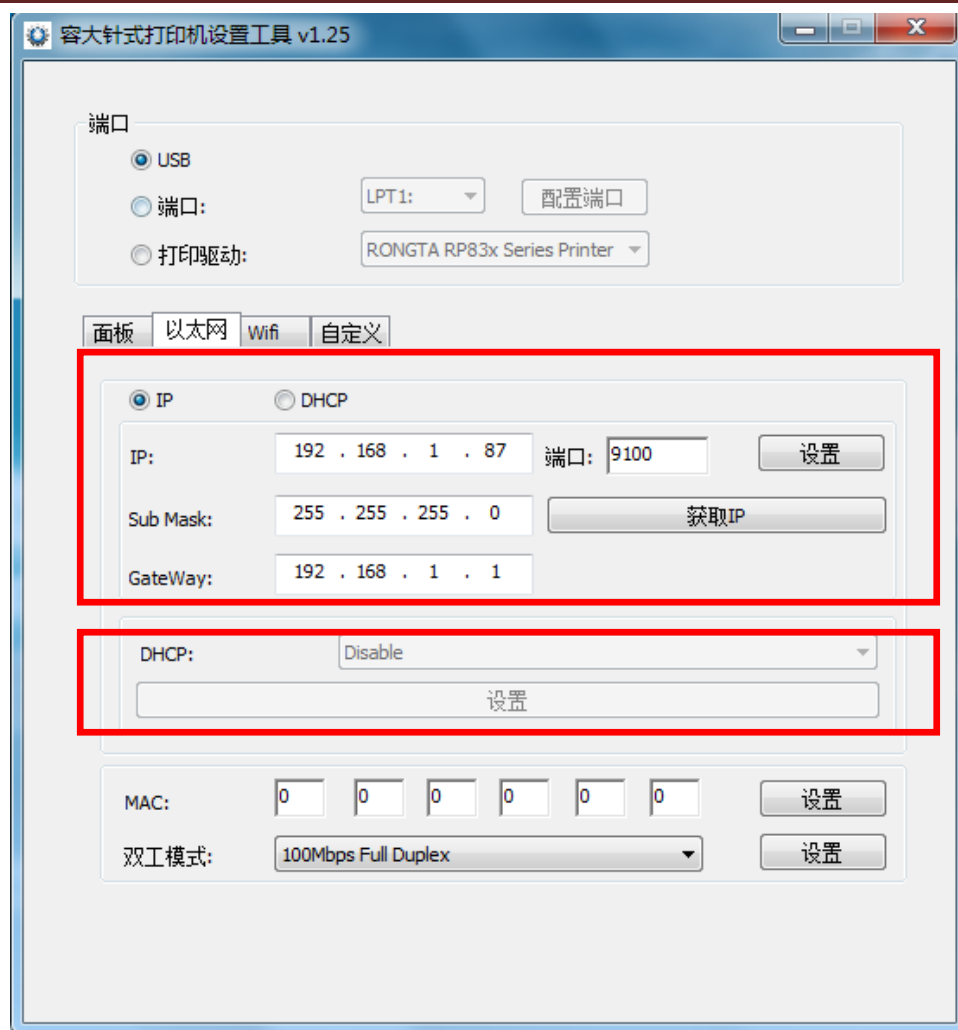 容大针式打印机设置工具 v1.25
端口
USB
端口: LPT1: 配置端口
打印驱动: RONGTA RP83x Series Printer
面板 以太网 Wifi 自定义
IP DHCP
IP: 192 . 168 . 1 . 87 端口: 9100 设置
Sub Mask: 255 . 255 . 255 . 0 获取IP
GateWay: 192 . 168 . 1 . 1
DHCP: Disable
设置
MAC: 0 0 0 0 0 0 设置
双工模式: 100Mbps Full Duplex 设置